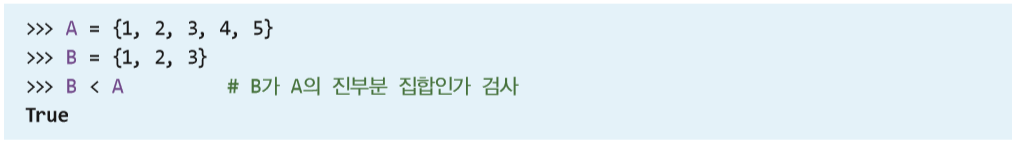 >>> A = {1, 2, 3, 4, 5}
>>> B = {1, 2, 3}
>>> B < A # B가 A의 진부분 집합인가 검사
True